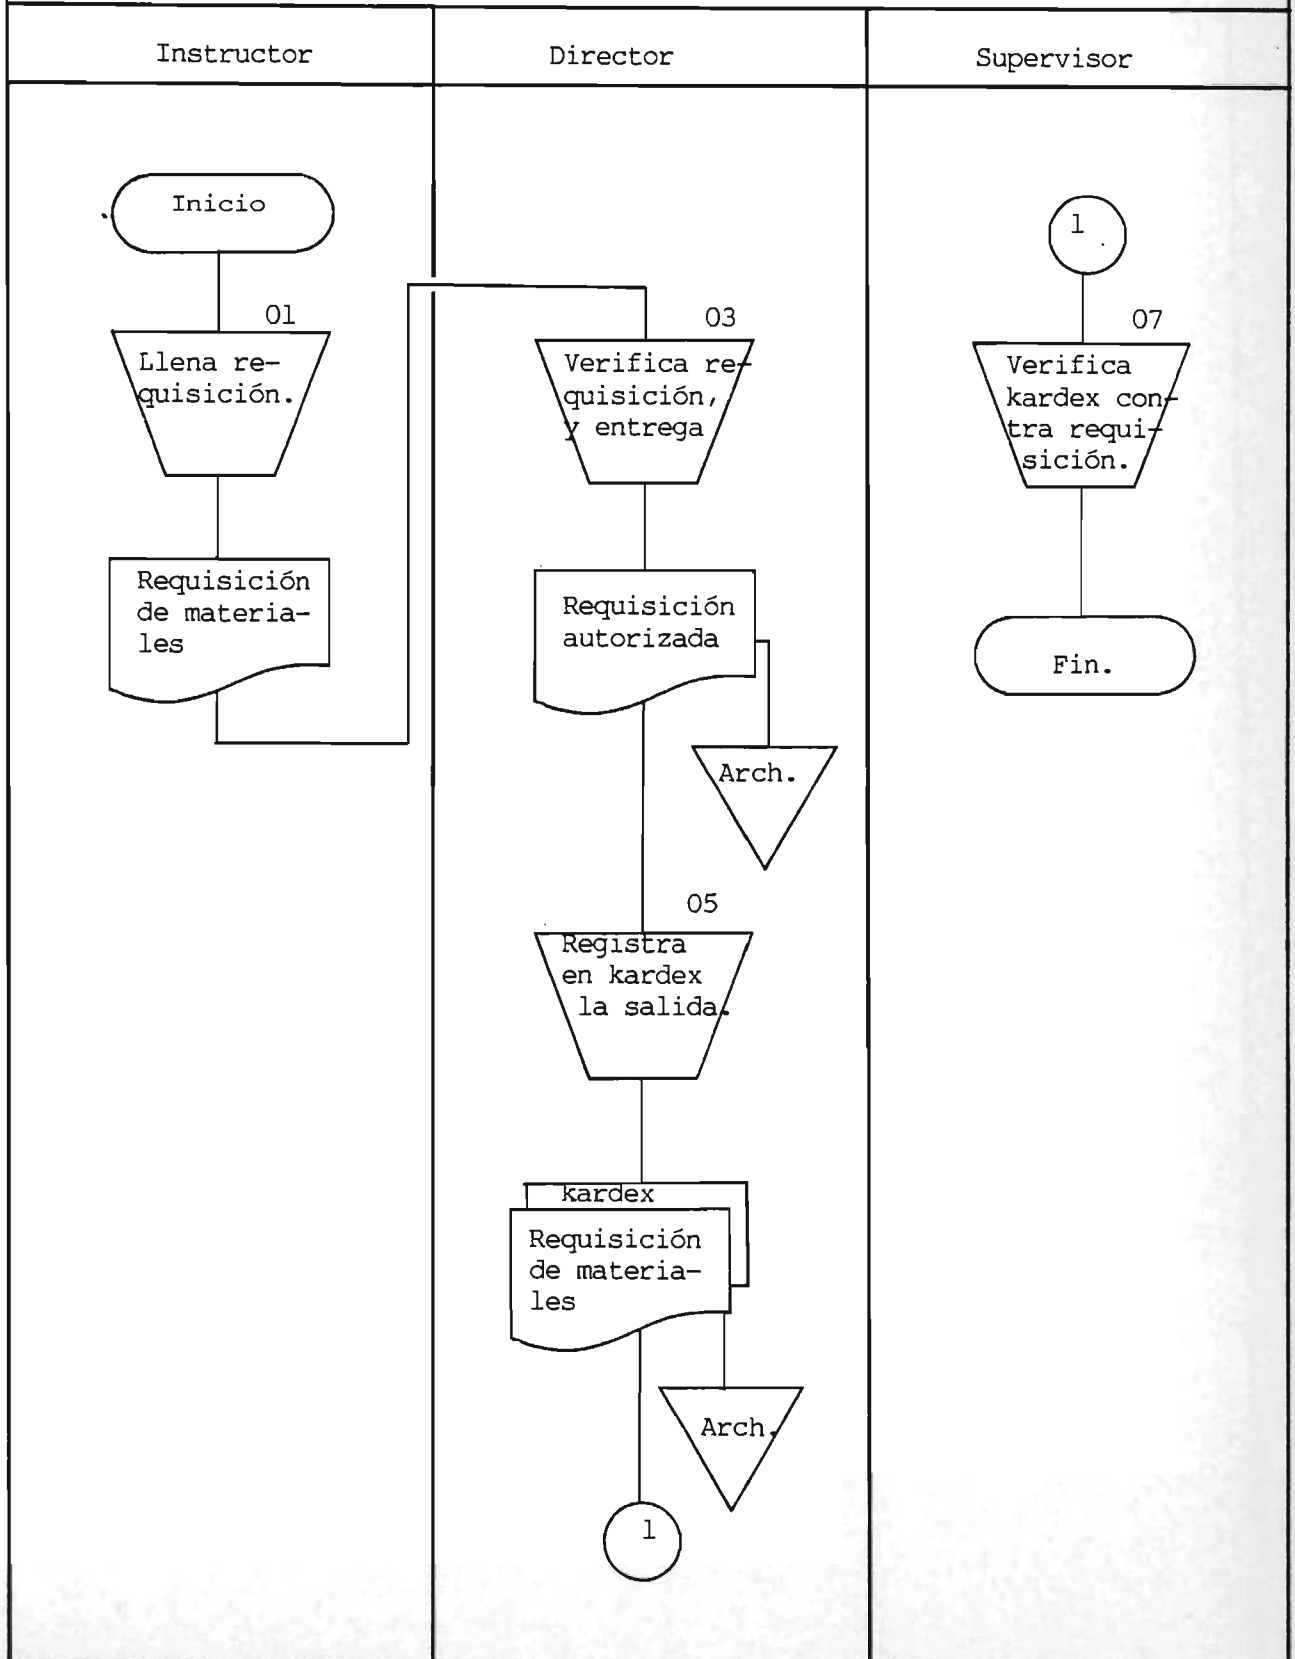 Instructor
Director
Supervisor
Inicio
01
Llena re-
quisición.
Requisición
de materia-
les
03
Verifica re-
quisición,
y entrega
Requisición
autorizada
Arch.
05
Registra
en kardex
la salida.
kardex
Requisición
de materia-
les
Arch.
1
1
07
Verifica
kardex con-
tra requi-
sición.
Fin.